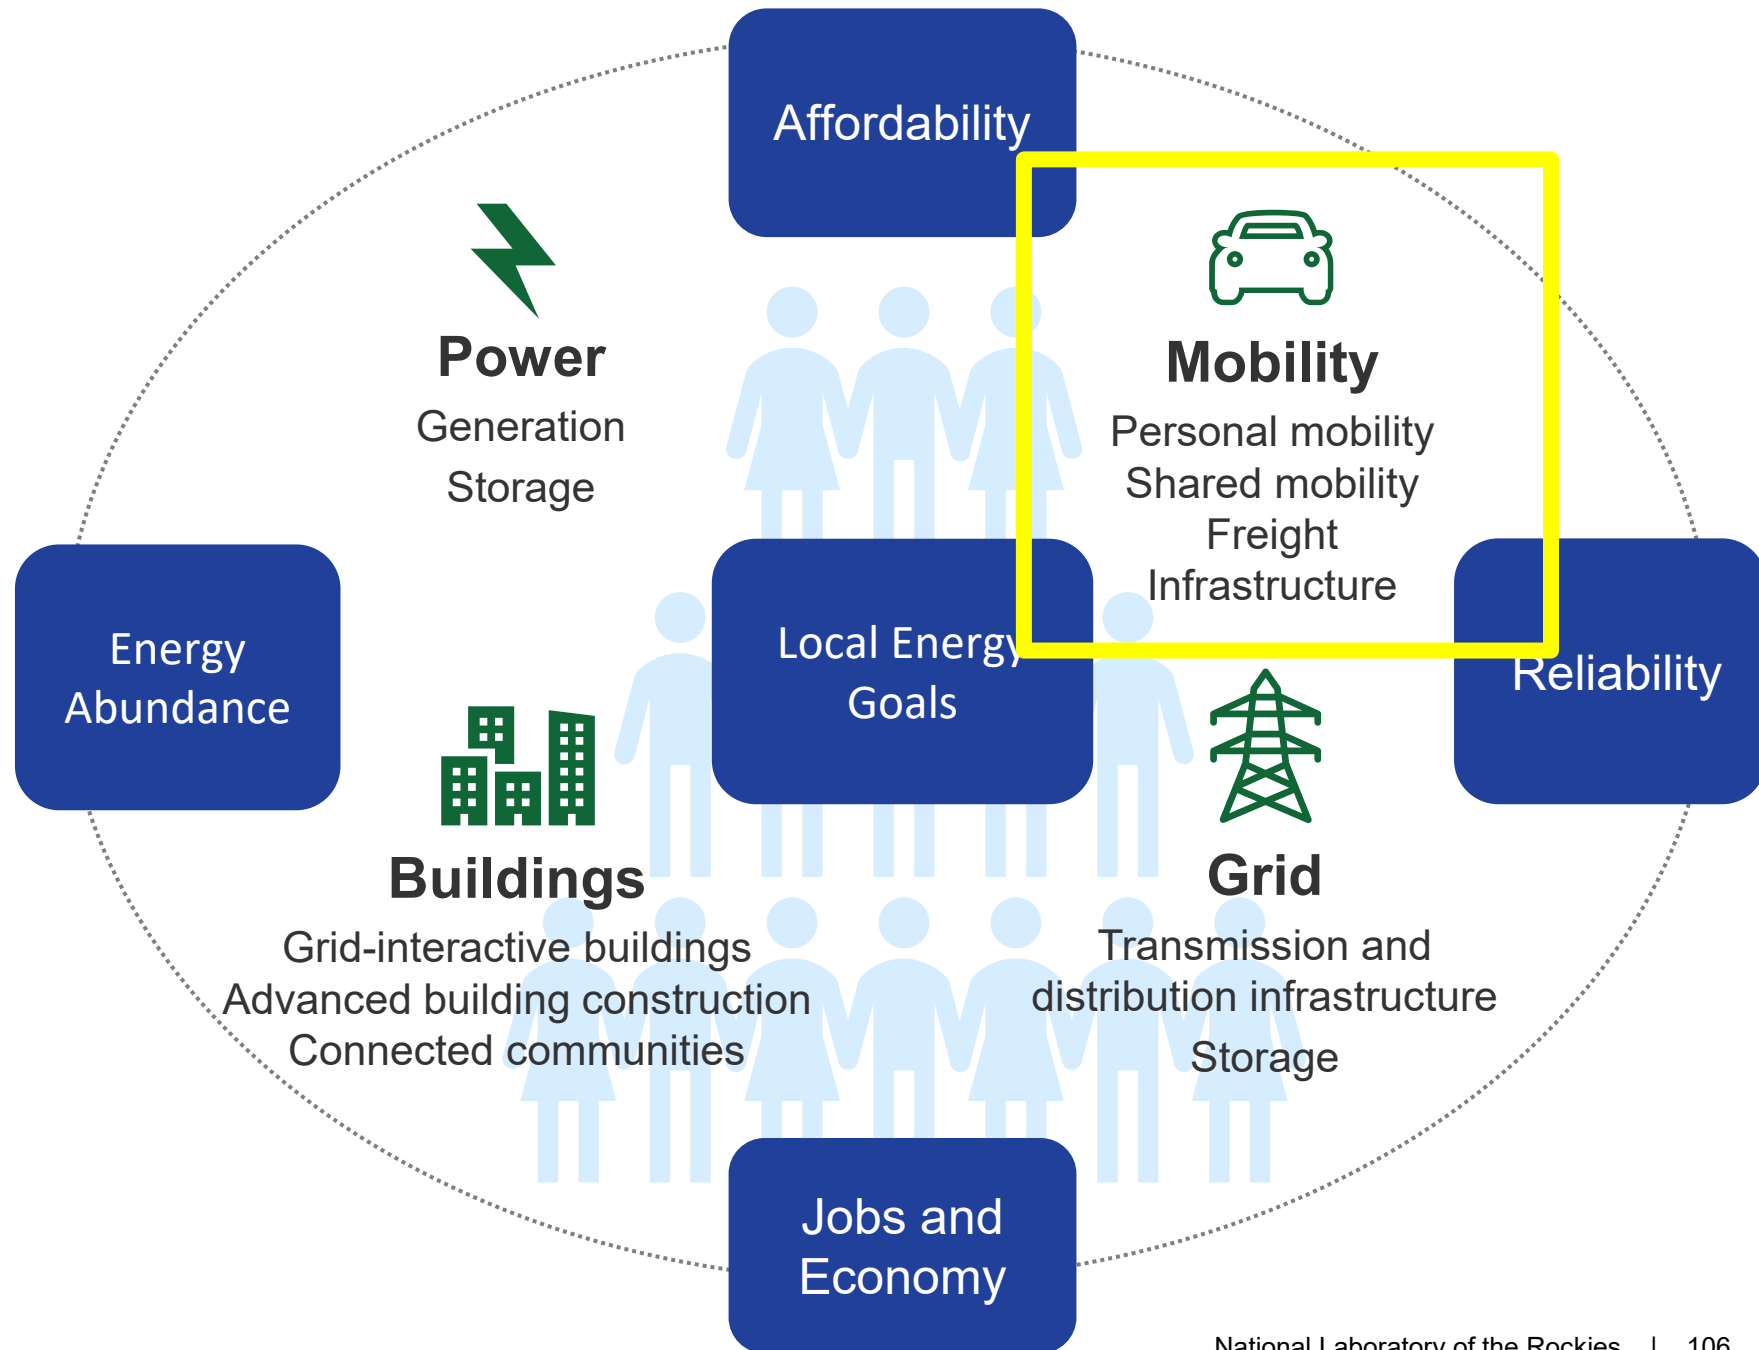 Affordability
Power
Generation
Storage
Mobility
Personal mobility
Shared mobility
Freight
Infrastructure
Energy
Abundance
Local Energy
Goals
Reliability
Buildings
Grid-interactive buildings
Advanced building construction
Connected communities
Grid
Transmission and
distribution infrastructure
Storage
Jobs and
Economy
National Laboratory of the Rockies | 106